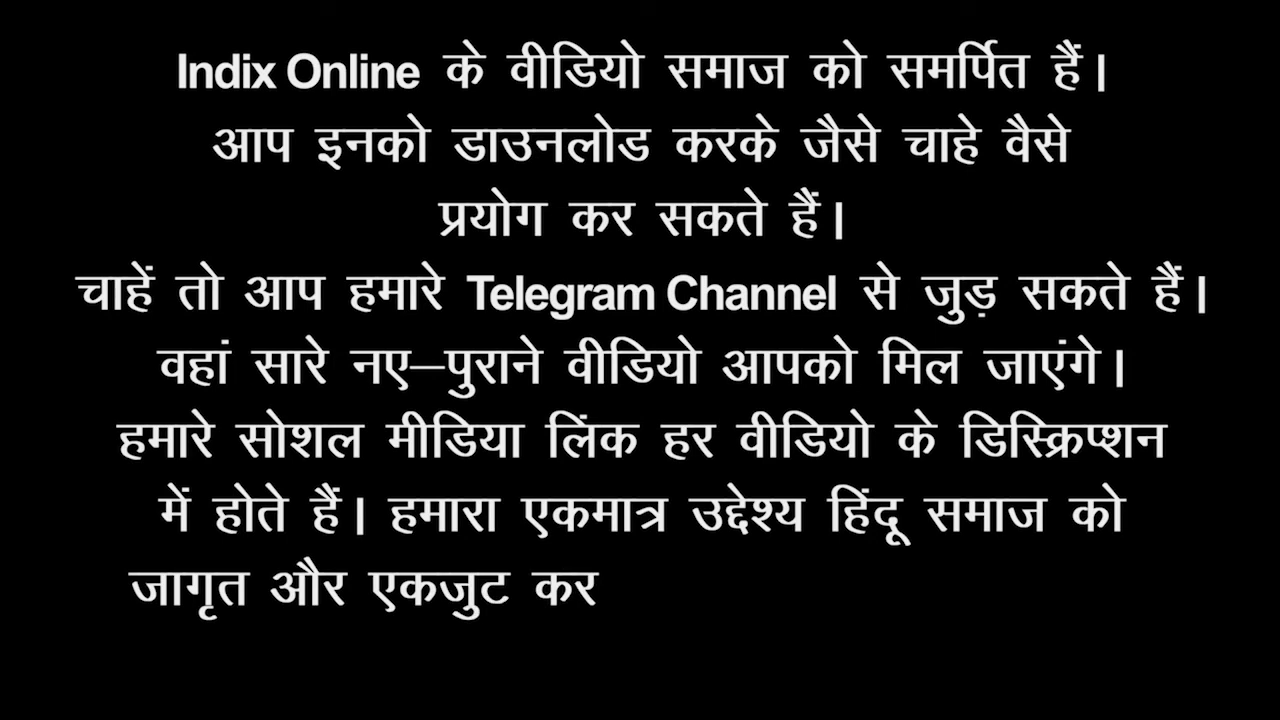 Indix Online के वीडियो समाज को समर्पित हैं।
आप इनको डाउनलोड करके जैसे चाहे वैसे
प्रयोग कर सकते हैं।
चाहें तो आप हमारे Telegram Channel से जुड़ सकते हैं।
वहां सारे नए–पुराने वीडियो आपको मिल जाएंगे।
हमारे सोशल मीडिया लिंक हर वीडियो के डिस्क्रिप्शन
में होते हैं। हमारा एकमात्र उद्देश्य हिंदू समाज को
जागृत और एकजुट कर